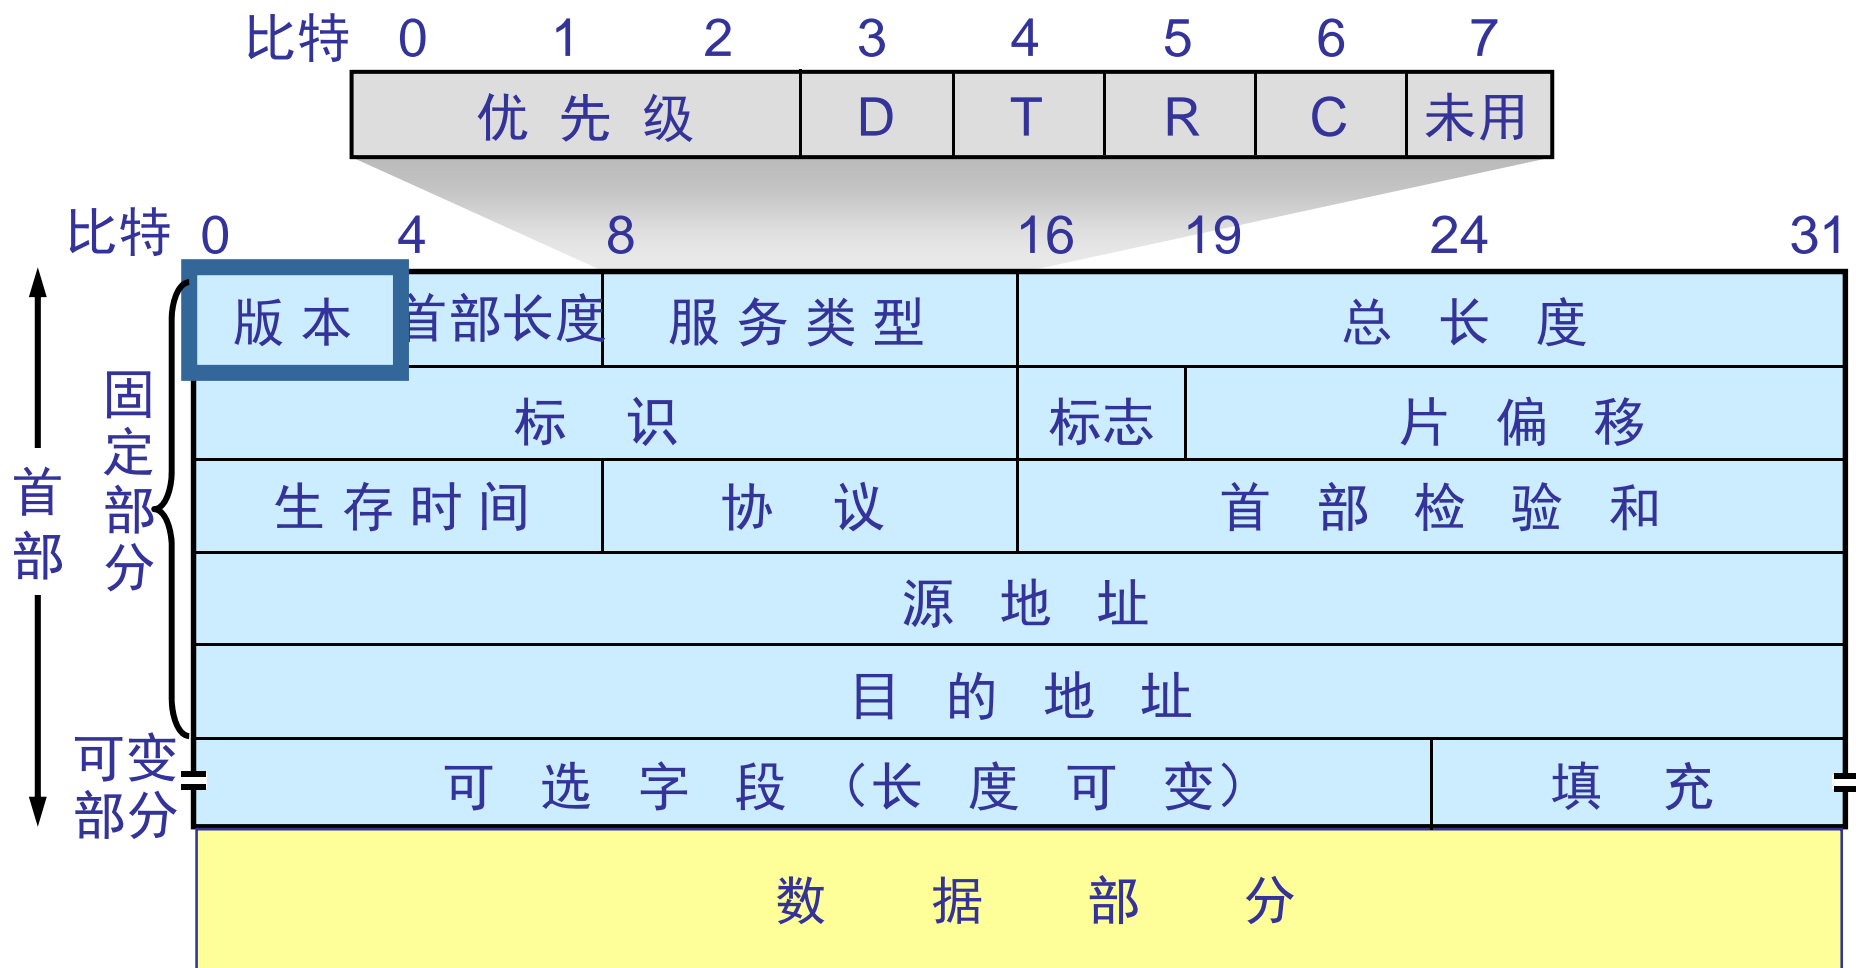 比特 0 1 2 3 4 5 6 7
优先级 D T R C 未用
比特 0 4 8 16 19 24 31
版本 首部长度 服务类型 总长度
标识 标志 片偏移
生存时间 协议 首部检验和
源地址
目的地址
可选字段（长度可变） 填充
数据部分
首部
固定部分
可变
部分